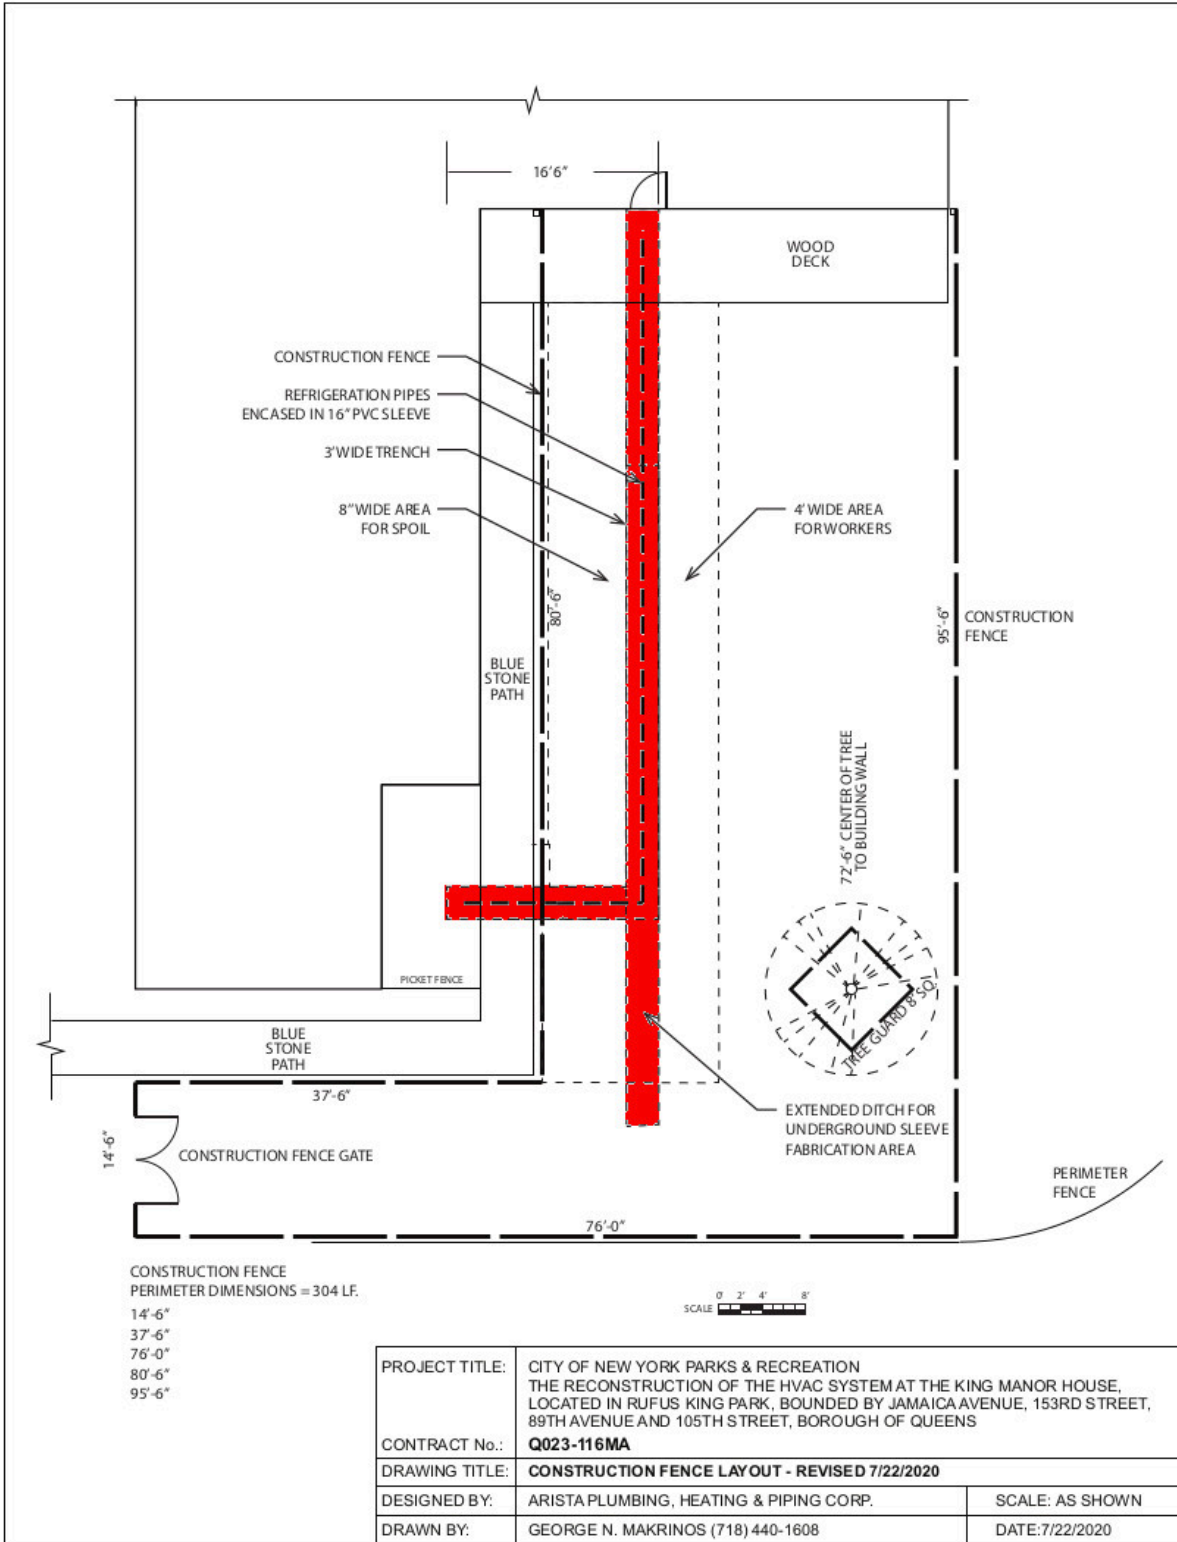 16'6"
WOOD
DECK
CONSTRUCTION FENCE
REFRIGERATION PIPES
ENCASED IN 16" PVC SLEEVE
3' WIDE TRENCH
8" WIDE AREA
FOR SPOIL
4' WIDE AREA
FOR WORKERS
80'-6"
95'-6"
CONSTRUCTION
FENCE
BLUE
STONE
PATH
72'-6" CENTER OF TREE
TO BUILDING WALL
PICKET FENCE
TREE GUARD 8' SQ.
BLUE
STONE
PATH
37'-6"
EXTENDED DITCH FOR
UNDERGROUND SLEEVE
FABRICATION AREA
14'-6"
CONSTRUCTION FENCE GATE
PERIMETER
FENCE
76'-0"
CONSTRUCTION FENCE
PERIMETER DIMENSIONS = 304 LF.
14'-6"
37'-6"
76'-0"
80'-6"
95'-6"
SCALE 0' 2' 4' 8'
PROJECT TITLE: CITY OF NEW YORK PARKS & RECREATION
THE RECONSTRUCTION OF THE HVAC SYSTEM AT THE KING MANOR HOUSE,
LOCATED IN RUFUS KING PARK, BOUNDED BY JAMAICA AVENUE, 153RD STREET,
89TH AVENUE AND 105TH STREET, BOROUGH OF QUEENS
CONTRACT No.: Q023-116MA
DRAWING TITLE: CONSTRUCTION FENCE LAYOUT - REVISED 7/22/2020
DESIGNED BY: ARISTA PLUMBING, HEATING & PIPING CORP. SCALE: AS SHOWN
DRAWN BY: GEORGE N. MAKRINOS (718) 440-1608 DATE:7/22/2020